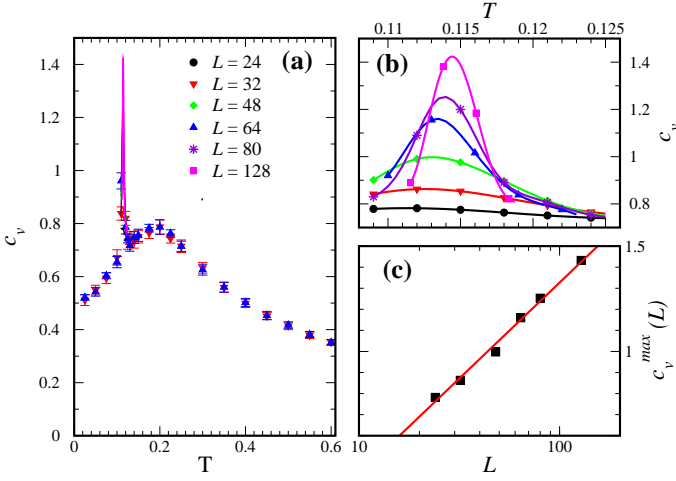 (a)
L = 24
L = 32
L = 48
L = 64
L = 80
L = 128
1.4
1.2
1
0.8
0.6
0.4
0.2
0
c_v
0
0.2
0.4
0.6
T
T
0.11
0.115
0.12
0.125
(b)
1.4
1.2
1
0.8
c_v
(c)
1.5
1
c_v^max (L)
10
100
L